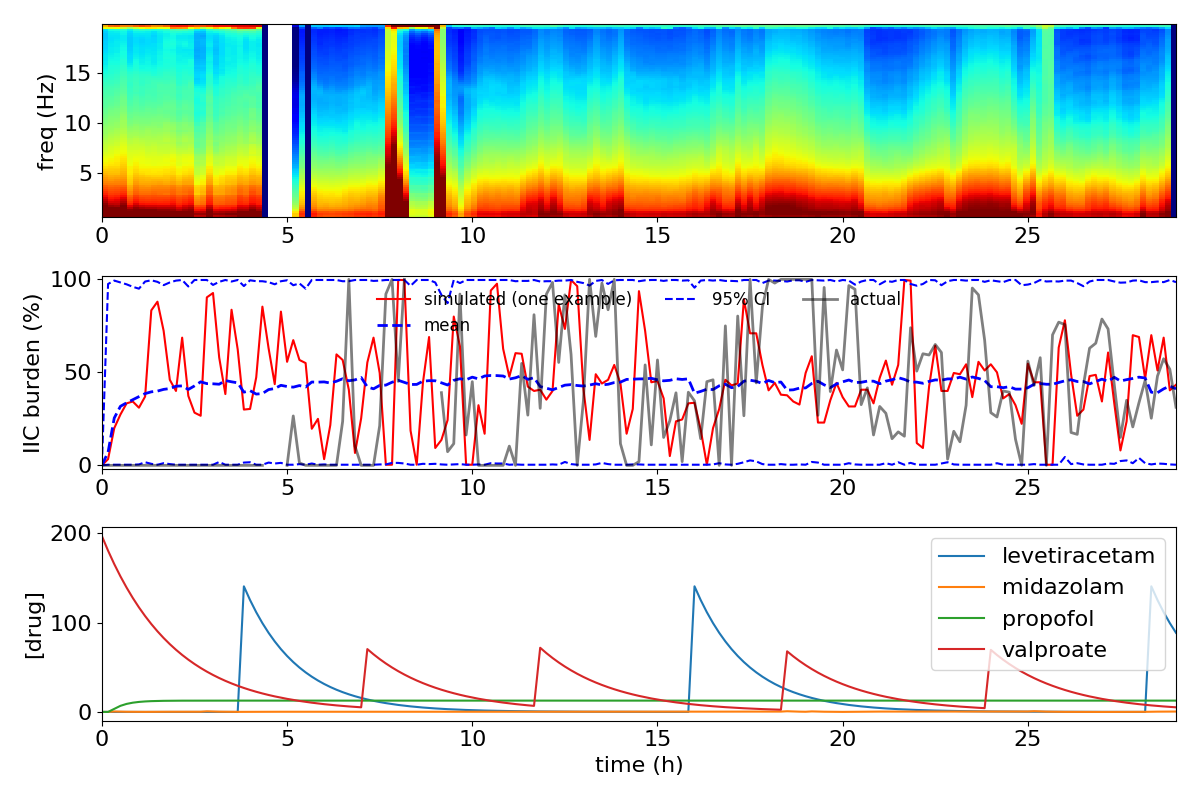 freq (Hz)
15
10
5
0 5 10 15 20 25
IIC burden (%)
100
50
0
simulated (one example) 95% CI actual
mean
0 5 10 15 20 25
[drug]
200
100
0
levetiracetam
midazolam
propofol
valproate
0 5 10 15 20 25
time (h)